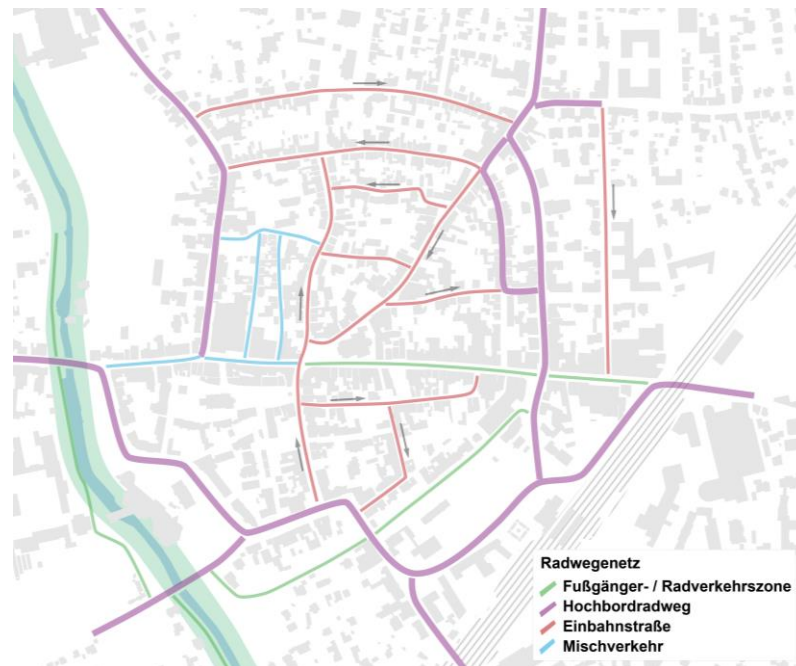 Radwegenetz
Fußgänger- / Radverkehrszone
Hochbordradweg
Einbahnstraße
Mischverkehr